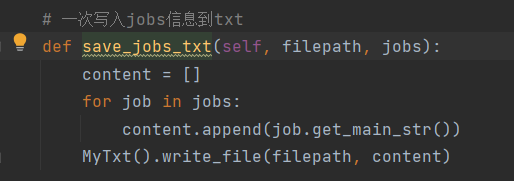 # 一次写入jobs信息到txt
def save_jobs_txt(self, filepath, jobs):
    content = []
    for job in jobs:
        content.append(job.get_main_str())
    MyTxt().write_file(filepath, content)